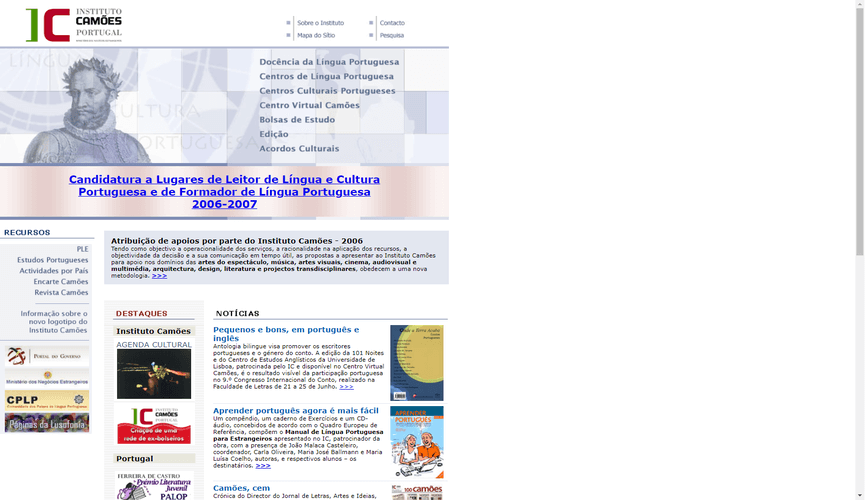 INSTITUTO
CAMÕES
PORTUGAL
Sobre o Instituto
Contacto
Mapa do Sítio
Pesquisa
LÍNGUA
CULTURA
PORTUGUESA
Docência da Língua Portuguesa
Centros de Língua Portuguesa
Centros Culturais Portugueses
Centro Virtual Camões
Bolsas de Estudo
Edição
Acordos Culturais
Candidatura a Lugares de Leitor de Língua e Cultura
Portuguesa e de Formador de Língua Portuguesa
2006-2007
RECURSOS
PLE
Estudos Portugueses
Actividades por País
Encarte Camões
Revista Camões
Informação sobre o
novo logotipo do
Instituto Camões
PORTAL DO GOVERNO
Ministério dos Negócios Estrangeiros
CPLP
Comunidade dos Países de Língua Portuguesa
Páginas da Lusofonia
Atribuição de apoios por parte do Instituto Camões - 2006
Tendo como objectivo a operacionalidade dos serviços, a racionalidade na aplicação dos recursos, a
objectividade da decisão e a sua comunicação em tempo útil, as propostas a apresentar ao Instituto Camões
para apoio nos domínios das artes do espectáculo, música, artes visuais, cinema, audiovisual e
multimédia, arquitectura, design, literatura e projectos transdisciplinares, obedecem a uma nova
metodologia. >>>
DESTAQUES
Instituto Camões
AGENDA CULTURAL
INSTITUTO
CAMÕES
Criação de uma
rede de ex-bolseiros
Portugal
FERREIRA DE CASTRO
Prémio Literatura
Juvenil
PALOP
NOTÍCIAS
Pequenos e bons, em português e
inglês
Antologia bilingue visa promover os escritores
portugueses e o género do conto. A edição da 101 Noites
e do Centro de Estudos Anglísticos da Universidade de
Lisboa, patrocinada pelo IC e disponível no Centro Virtual
Camões, é o resultado visível da participação portuguesa
no 9.º Congresso Internacional do Conto, realizado na
Faculdade de Letras de 21 a 25 de Junho. >>>
Aprender português agora é mais fácil
Um compêndio, um caderno de Exercícios e um CD-
áudio, concebidos de acordo com o Quadro Europeu de
Referência, compõem o Manual de Língua Portuguesa
para Estrangeiros apresentado no IC, patrocinador da
obra, com a presença de João Malaca Casteleiro,
coordenador, Carla Oliveira, Maria José Ballmann e Maria
Luísa Coelho, autoras, e respectivos alunos – os
destinatários. >>>
APRENDER
PORTUGUÊS
Camões, cem
Crónica do Director do Jornal de Letras, Artes e Ideias,
100 camões